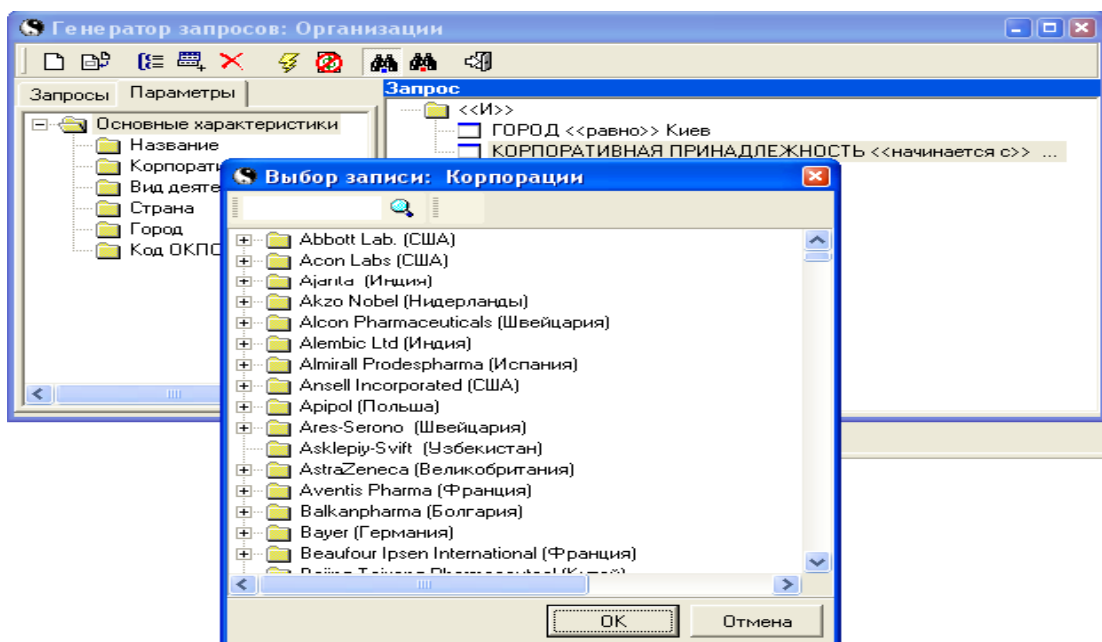 Генератор запросов: Организации
Запросы
Параметры
Основные характеристики
Название
Корпорати
Вид деяте
Страна
Город
Код ОКПО
Запрос
<<И>>
ГОРОД <<равно>> Киев
КОРПОРАТИВНАЯ ПРИНАДЛЕЖНОСТЬ <<начинается с>> ...
Выбор записи: Корпорации
Abbott Lab. (США)
Acon Labs (США)
Ajanta (Индия)
Akzo Nobel (Нидерланды)
Alcon Pharmaceuticals (Швейцария)
Alembic Ltd (Индия)
Almirall Prodespharma (Испания)
Ansell Incorporated (США)
Apipol (Польша)
Ares-Serono (Швейцария)
Asklepiy-Svift (Узбекистан)
AstraZeneca (Великобритания)
Aventis Pharma (Франция)
Balkanpharma (Болгария)
Bayer (Германия)
Beaufour Ipsen International (Франция)
OK
Отмена